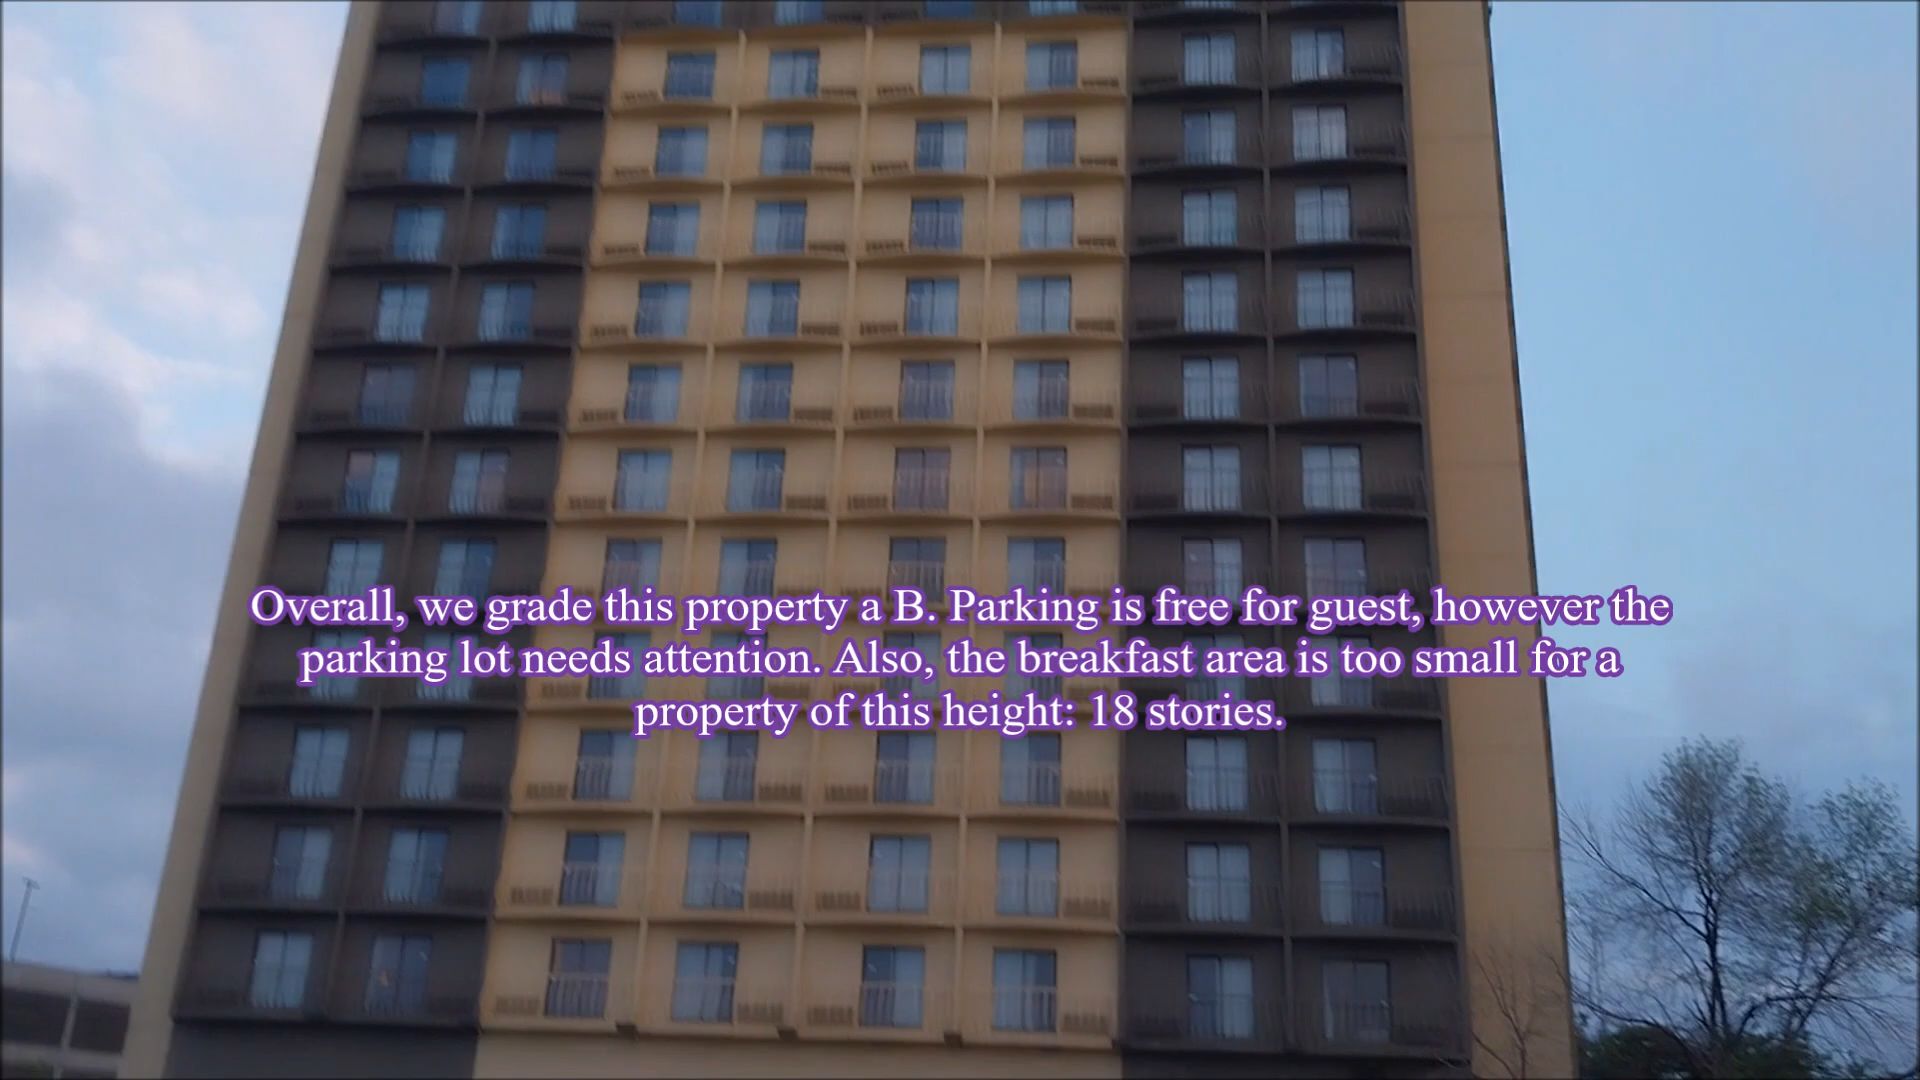 Overall, we grade this property a B. Parking is free for guest, however the
parking lot needs attention. Also, the breakfast area is too small for a
property of this height: 18 stories.